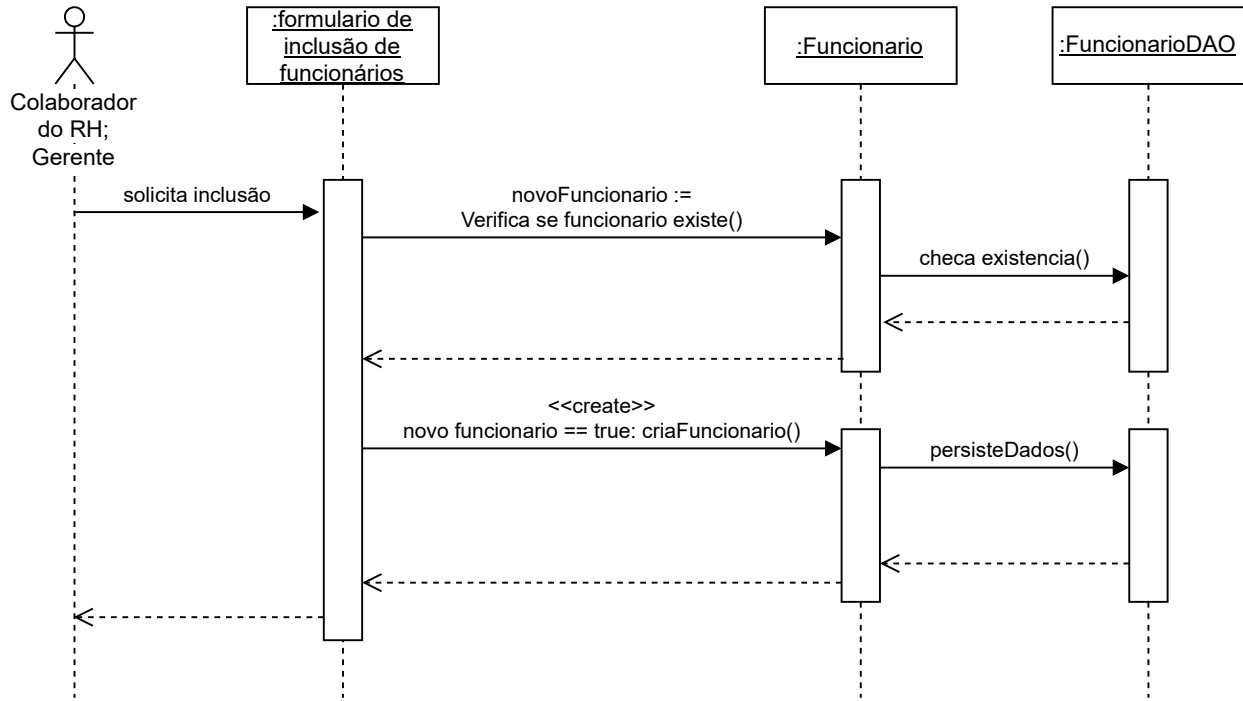 :formulario de
inclusão de
funcionários
:Funcionario
:FuncionarioDAO
Colaborador
do RH;
Gerente
solicita inclusão
novoFuncionario :=
Verifica se funcionario existe()
checa existencia()
<<create>>
novo funcionario == true: criaFuncionario()
persisteDados()